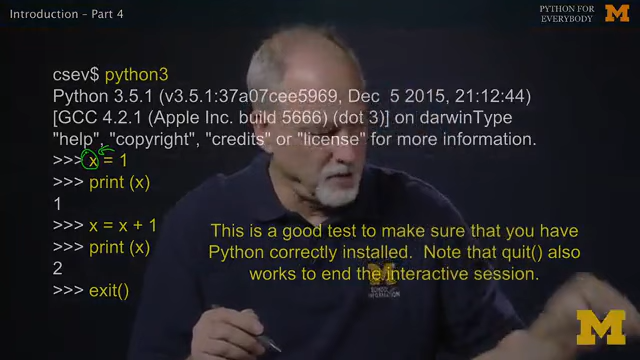 Introduction - Part 4
PYTHON FOR
EVERYBODY
M
csev$ python3
Python 3.5.1 (v3.5.1:37a07cee5969, Dec 5 2015, 21:12:44)
[GCC 4.2.1 (Apple Inc. build 5666) (dot 3)] on darwinType
"help", "copyright", "credits" or "license" for more information.
>>> x = 1
>>> print (x)
1
>>> x = x + 1
>>> print (x)
2
>>> exit()
This is a good test to make sure that you have
Python correctly installed. Note that quit() also
works to end the interactive session.
M
SCHOOL OF
INFORMATION
M